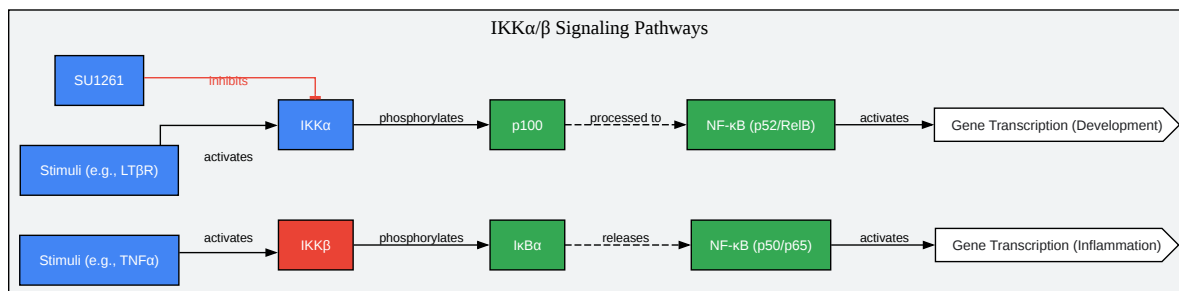 IKKα/β Signaling Pathways
SU1261
inhibits
IKKα
phosphorylates
p100
processed to
NF-κB (p52/RelB)
activates
Gene Transcription (Development)
activates
Stimuli (e.g., LTβR)
Stimuli (e.g., TNFα)
activates
IKKβ
phosphorylates
IκBα
releases
NF-κB (p50/p65)
activates
Gene Transcription (Inflammation)